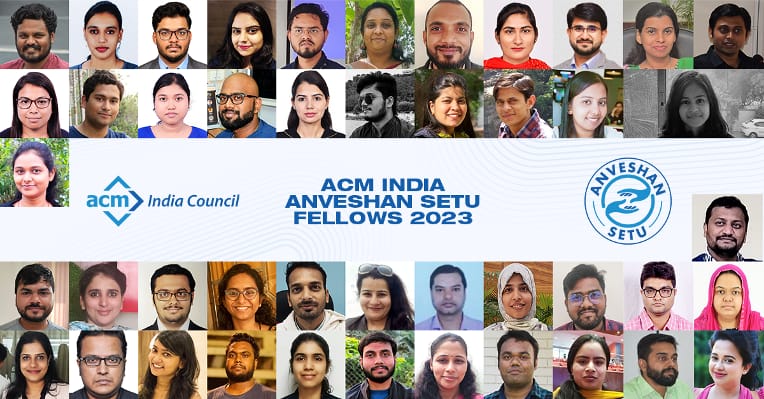 acm India Council
ACM INDIA
ANVESHAN SETU
FELLOWS 2023
ANVESHAN
SETU